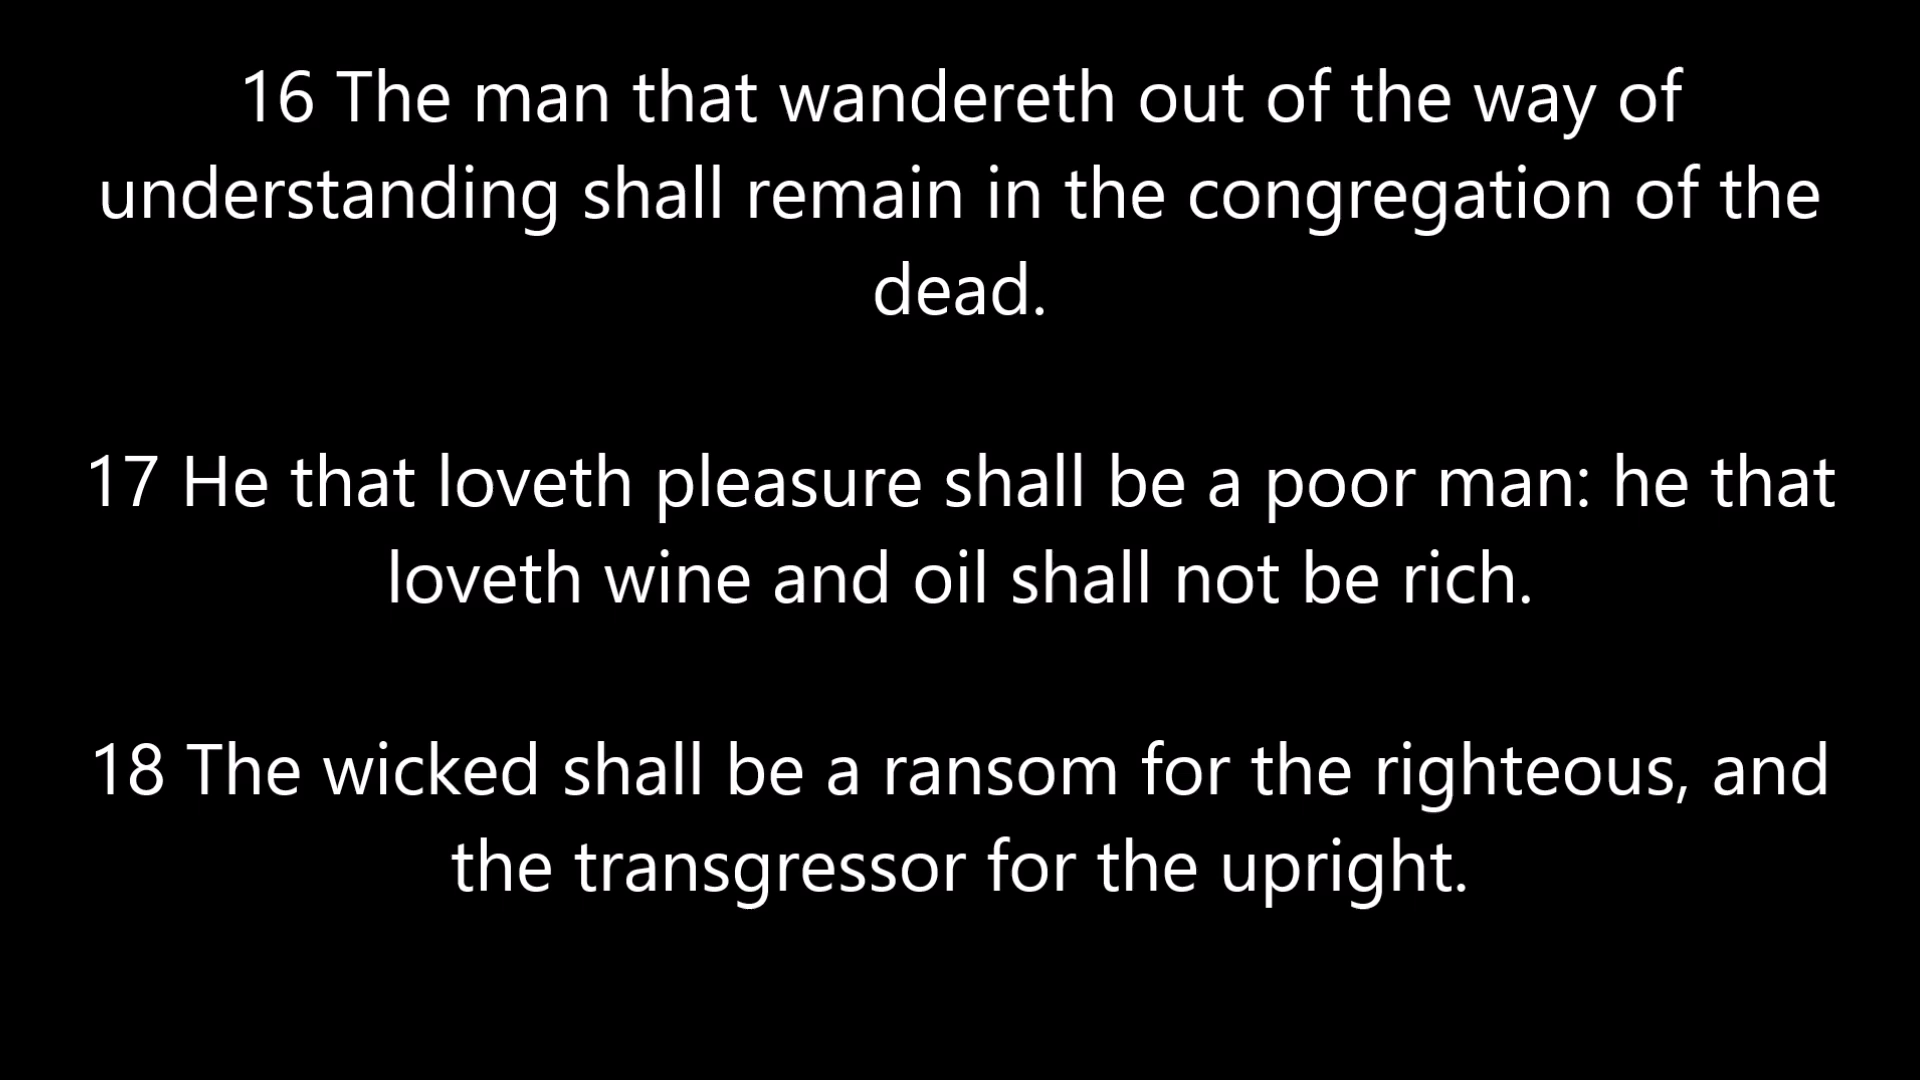 16 The man that wandereth out of the way of
understanding shall remain in the congregation of the
dead.
17 He that loveth pleasure shall be a poor man: he that
loveth wine and oil shall not be rich.
18 The wicked shall be a ransom for the righteous, and
the transgressor for the upright.